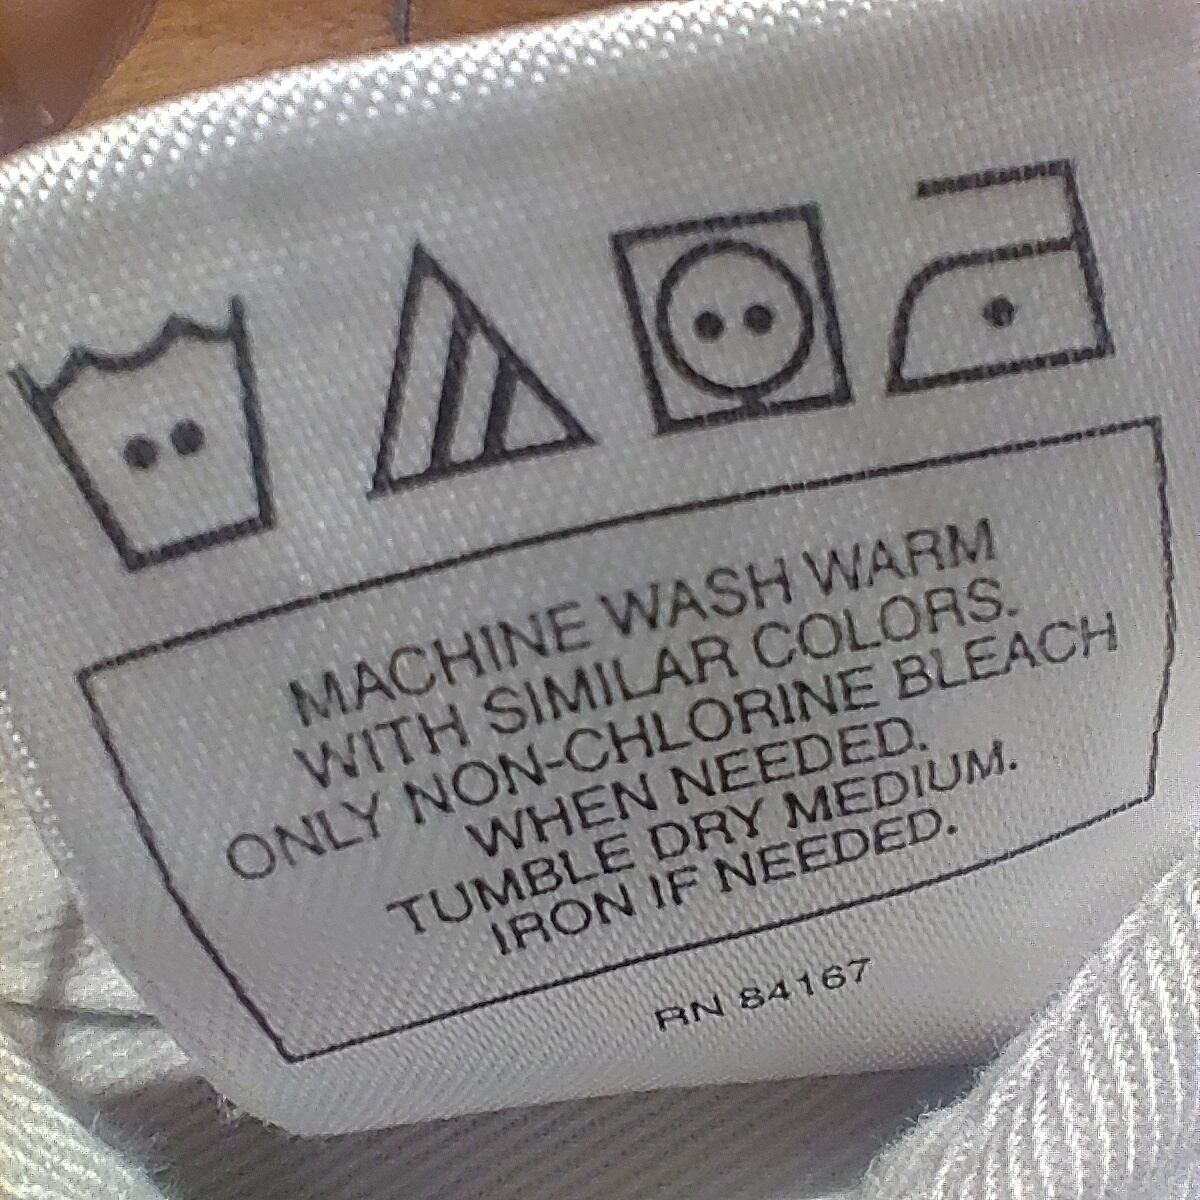 MACHINE WASH WARM
WITH SIMILAR COLORS.
ONLY NON-CHLORINE BLEACH
WHEN NEEDED.
TUMBLE DRY MEDIUM.
IRON IF NEEDED.
RN 84167